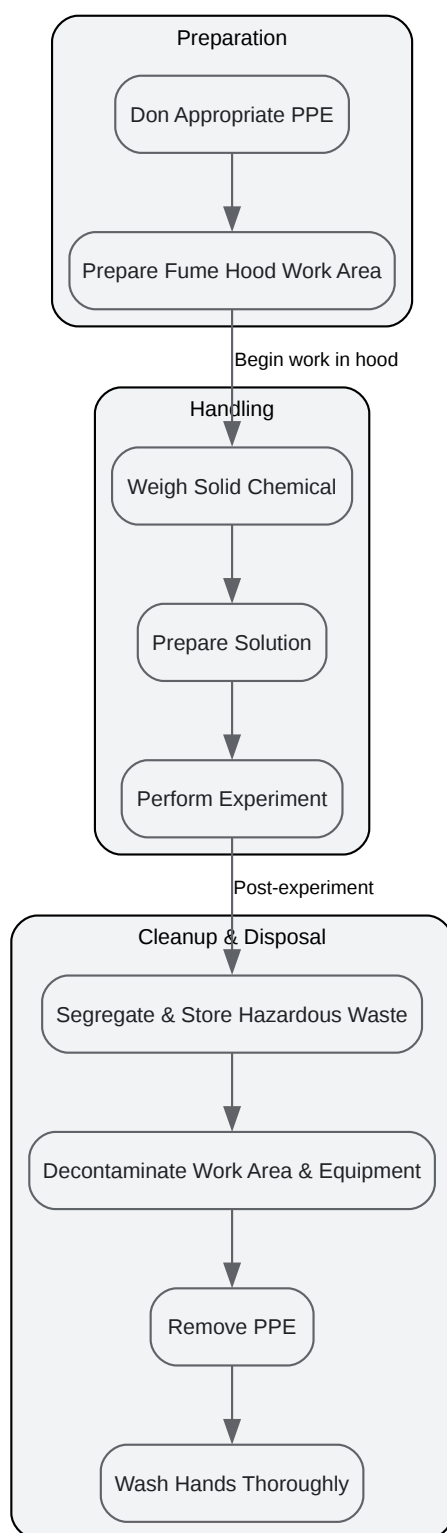 Preparation
Don Appropriate PPE
Prepare Fume Hood Work Area
Begin work in hood
Handling
Weigh Solid Chemical
Prepare Solution
Perform Experiment
Post-experiment
Cleanup & Disposal
Segregate & Store Hazardous Waste
Decontaminate Work Area & Equipment
Remove PPE
Wash Hands Thoroughly